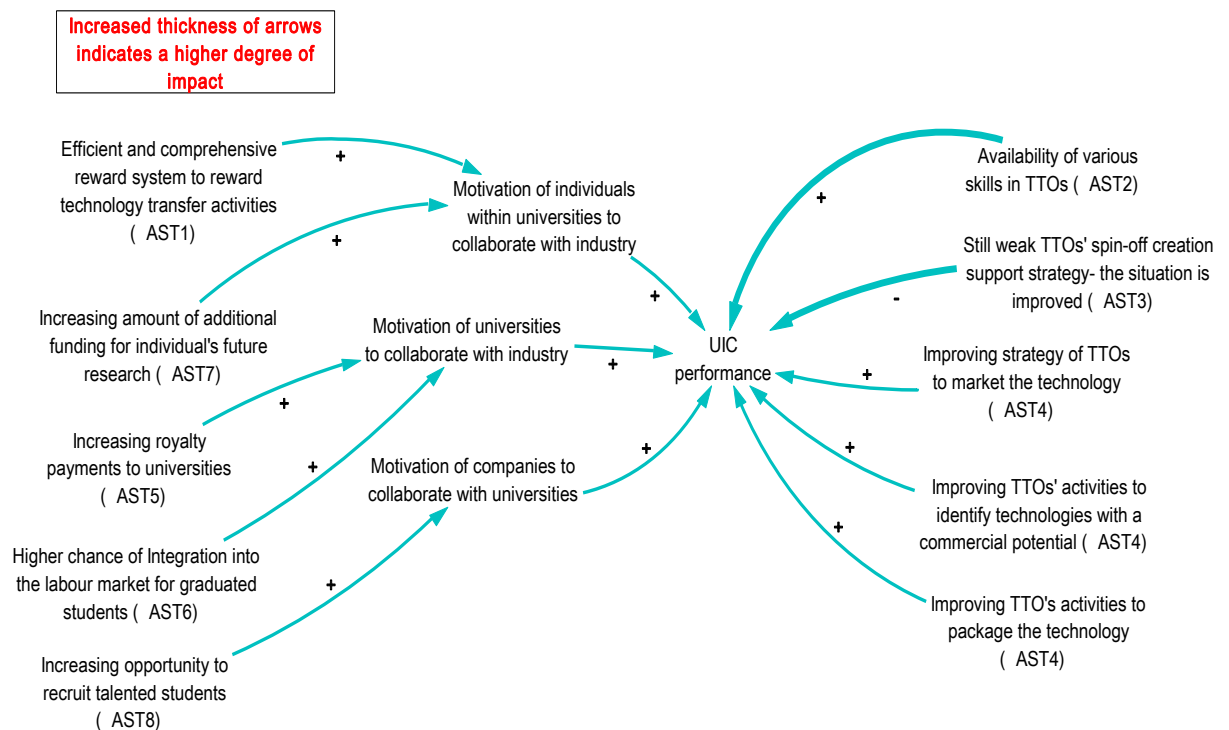 Increased thickness of arrows
indicates a higher degree of
impact
Efficient and comprehensive
reward system to reward
technology transfer activities
( AST1)
+
+
Motivation of individuals
within universities to
collaborate with industry
+
Increasing amount of additional
funding for individual's future
research ( AST7)
Motivation of universities
to collaborate with industry
+
+
Increasing royalty
payments to universities
( AST5)
+
Motivation of companies to
collaborate with universities
+
Higher chance of Integration into
the labour market for graduated
students ( AST6)
+
Increasing opportunity to
recruit talented students
( AST8)
UIC
performance
Availability of various
skills in TTOs ( AST2)
+
Still weak TTOs' spin-off creation
support strategy- the situation is
improved ( AST3)
-
Improving strategy of TTOs
to market the technology
( AST4)
+
+
Improving TTOs' activities to
identify technologies with a
commercial potential ( AST4)
+
Improving TTO's activities to
package the technology
( AST4)